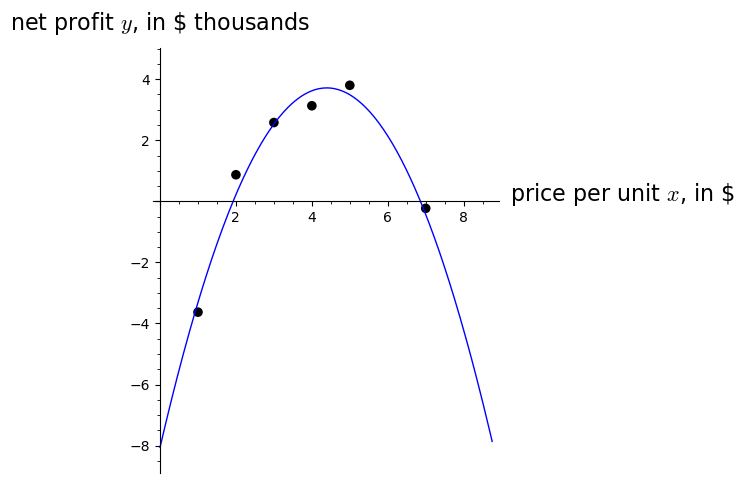 net profit y, in $ thousands
4
2
price per unit x, in $
2 4 6 8
−2
−4
−6
−8